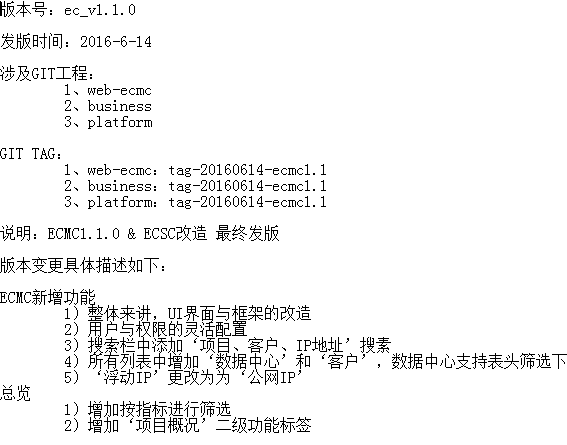 版本号：ec_v1.1.0
发版时间：2016-6-14
涉及GIT工程：
1、web-ecmc
2、business
3、platform
GIT TAG：
1、web-ecmc：tag-20160614-ecmc1.1
2、business：tag-20160614-ecmc1.1
3、platform：tag-20160614-ecmc1.1
说明：ECMC1.1.0 & ECSC改造 最终发版
版本变更具体描述如下：
ECMC新增功能
1）整体来讲，UI界面与框架的改造
2）用户与权限的灵活配置
3）搜索栏中添加‘项目、客户、IP地址’搜素
4）所有列表中增加‘数据中心’和‘客户’，数据中心支持表头筛选下
5）‘浮动IP’更改为为‘公网IP’
总览
1）增加按指标进行筛选
2）增加‘项目概况’二级功能标签